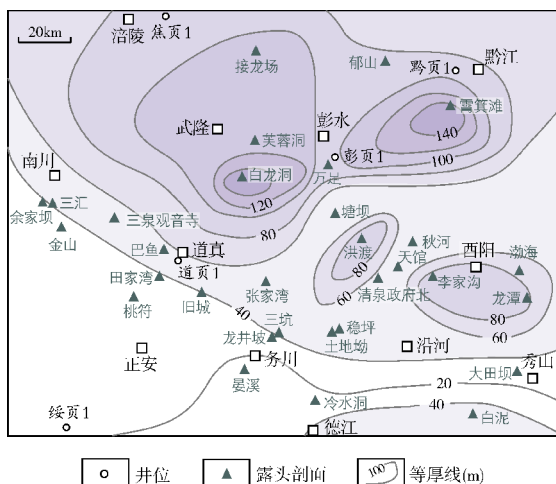 20km
涪陵
焦页1
接龙场
郁山
黔页1
黔江
武隆
彭水
雷箕滩
140
芙蓉洞
100
彭页1
南川
白龙洞
万足
120
余家坝
三汇
三泉观音寺
塘坝
80
金山
巴鱼
道真
洪渡
秋河
道页1
80
天馆
酉阳
渤海
田家湾
60
张家湾
60
清泉政府北
李家沟
桃符
旧城
40
龙潭
80
三坑
稳坪
60
龙井坡
土地坳
正安
务川
沿河
秀山
晏溪
20
大田坝
冷水洞
40
绥页1
德江
白泥
井位
露头剖面
100
等厚线(m)